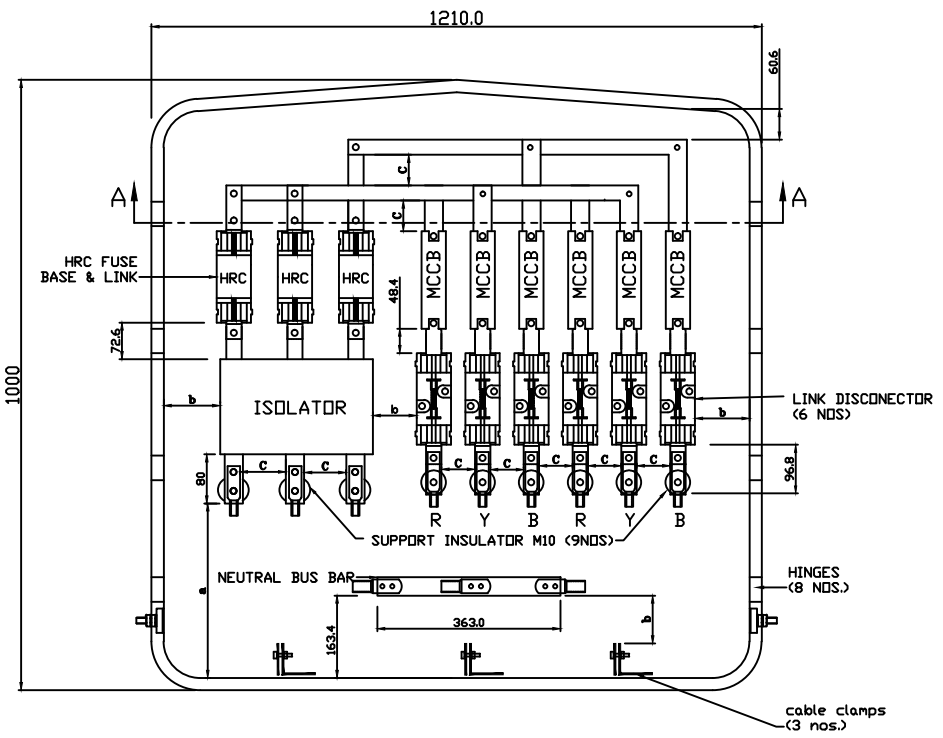 1210.0
60.6
1000
A
A
C
C
HRC FUSE
BASE & LINK
HRC
HRC
HRC
MCCB
MCCB
MCCB
MCCB
MCCB
MCCB
48.4
72.6
b
ISOLATOR
b
b
LINK DISCONECTOR
(6 NOS)
80
C
C
C
C
C
C
C
96.8
R
Y
B
R
Y
B
SUPPORT INSULATOR M10 (9NOS)
a
NEUTRAL BUS BAR
HINGES
(8 NOS.)
163.4
363.0
b
cable clamps
(3 nos.)